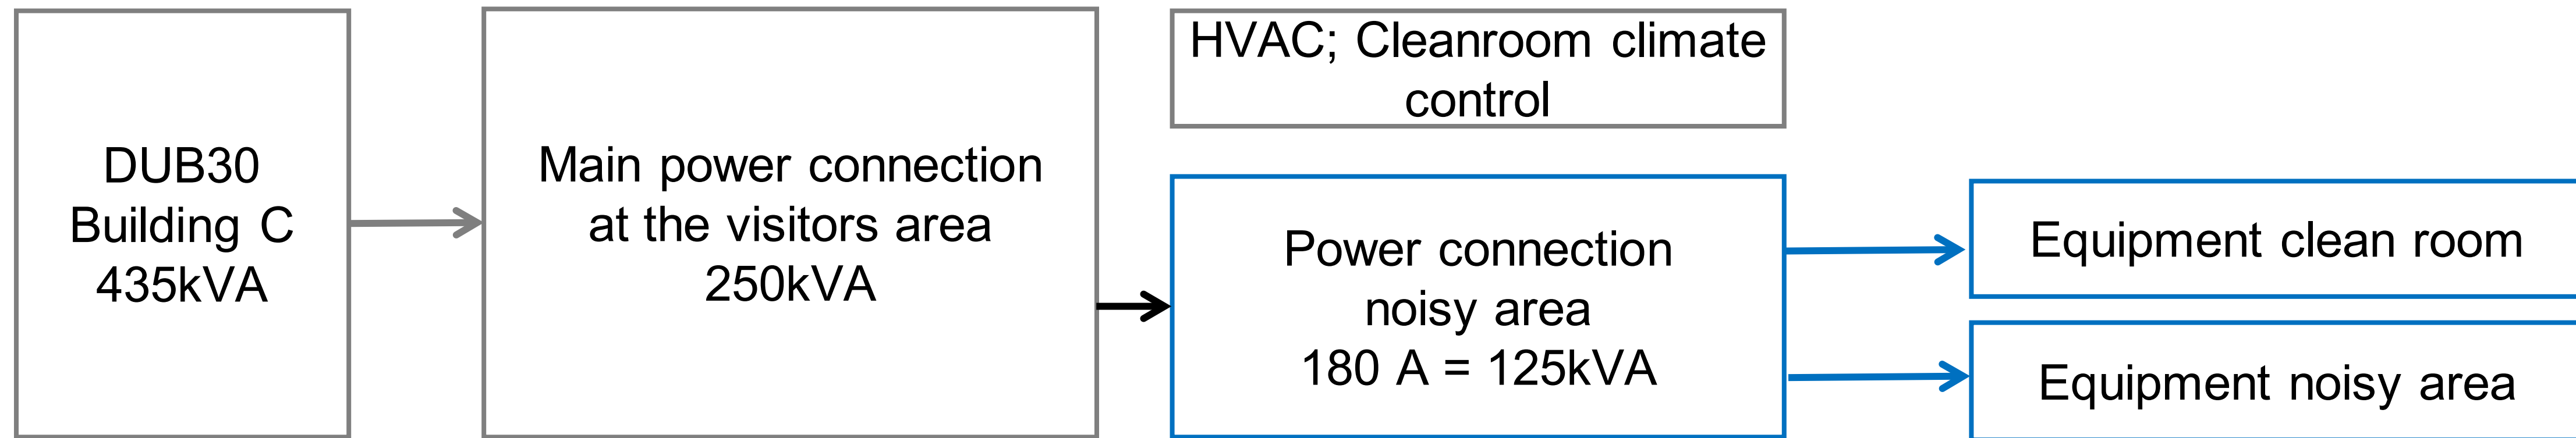 DUB30
Building C
435kVA
Main power connection
at the visitors area
250kVA
HVAC; Cleanroom climate
control
Power connection
noisy area
180 A = 125kVA
Equipment clean room
Equipment noisy area